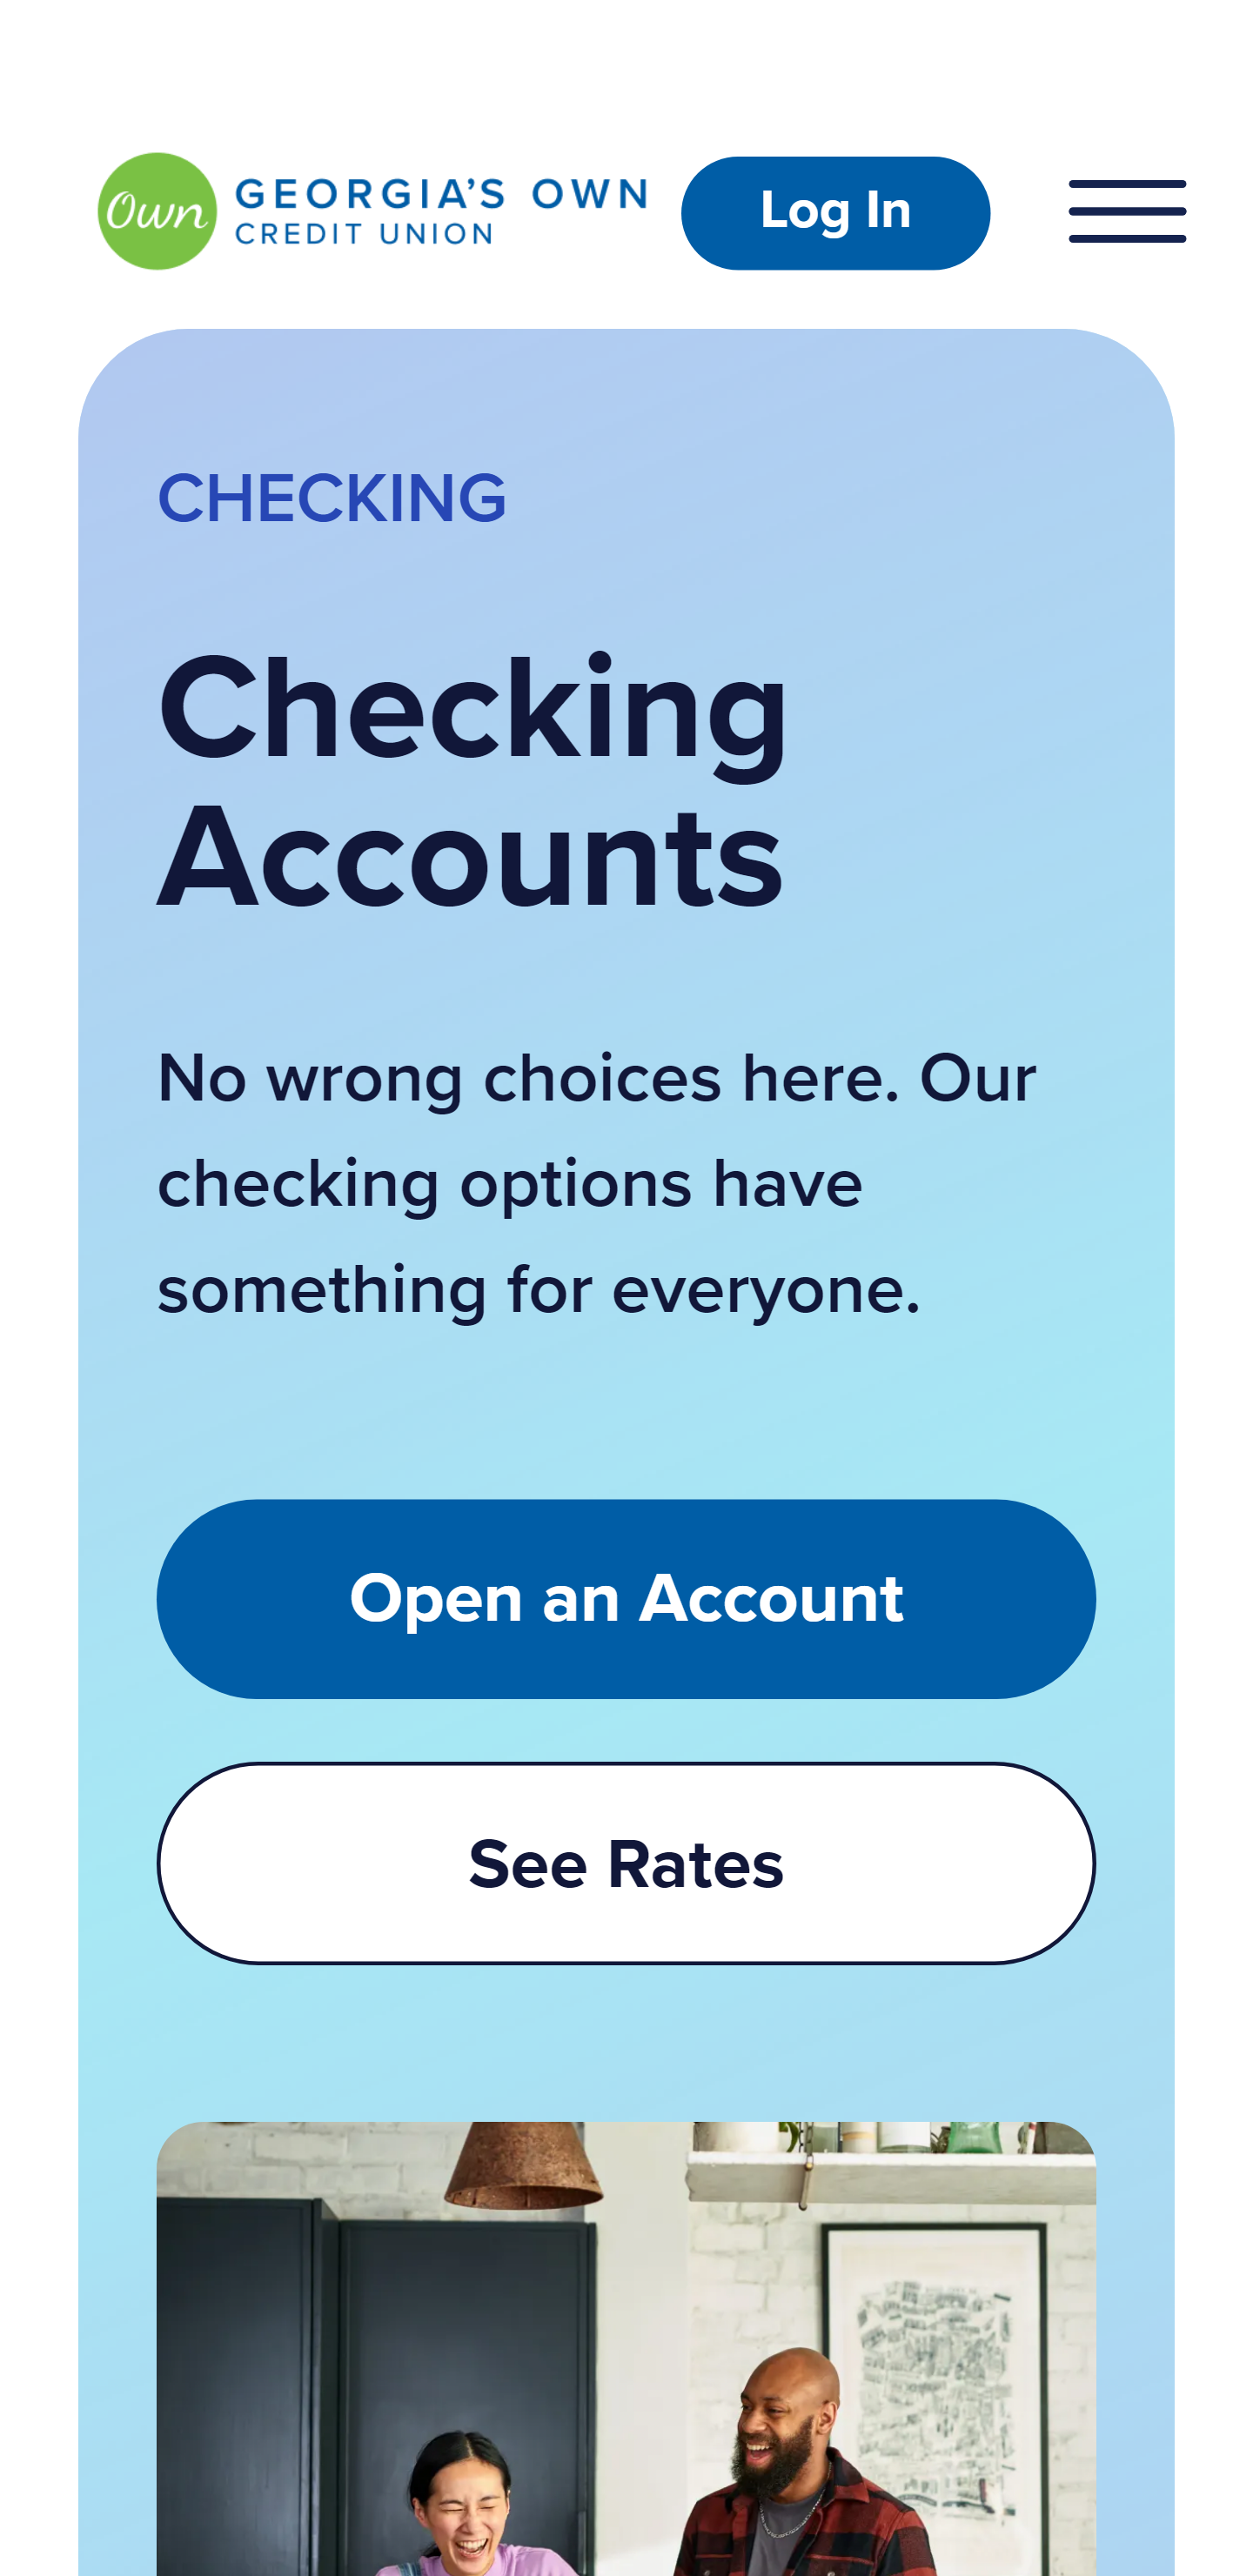 Own
GEORGIA'S OWN
CREDIT UNION
Log In
CHECKING
Checking
Accounts
No wrong choices here. Our
checking options have
something for everyone.
Open an Account
See Rates